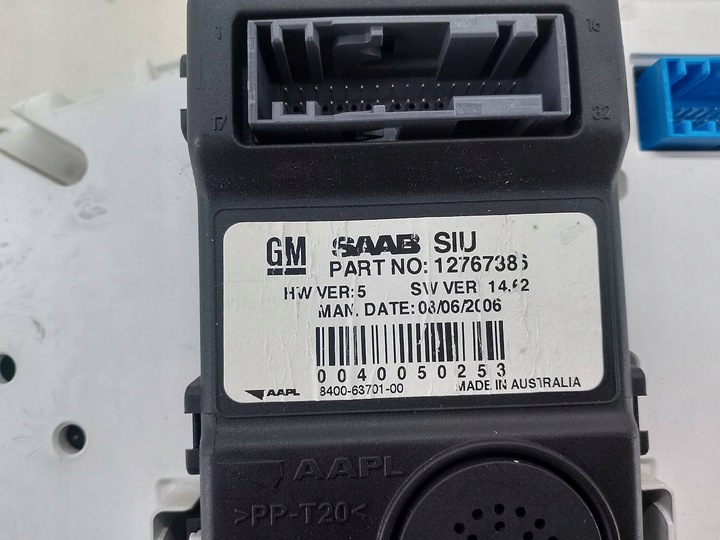 1 16
17 32
GM SAAB SIU
PART NO: 12767386
HW VER: 5 SW VER 14.62
MAN. DATE: 08/06/2006
0040050253
AAPL 8400-63701-00 MADE IN AUSTRALIA
AAPL
>PP-T20<